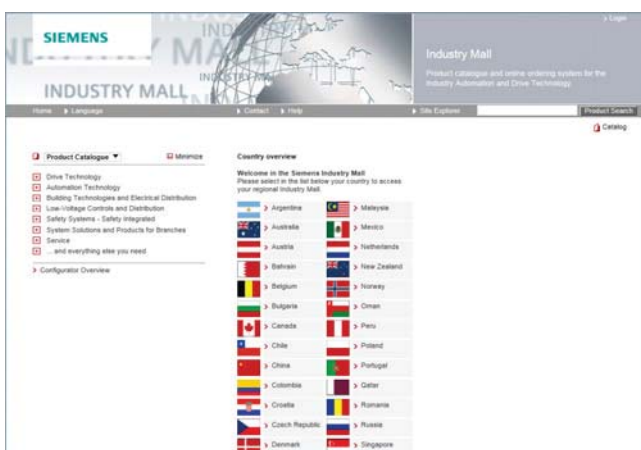 Login
SIEMENS
INDUSTRY MALL
Industry Mall
Product catalogue and online ordering system for the
Industry Automation and Drive Technology
Home Language Contact Help Site Explorer Product Search
Catalog
Product Catalogue Minimize
Drive Technology
Automation Technology
Building Technologies and Electrical Distribution
Low-Voltage Controls and Distribution
Safety Systems - Safety Integrated
System Solutions and Products for Branches
Service
... and everything else you need
Configurator Overview
Country overview
Welcome in the Siemens Industry Mall
Please select in the list below your country to access
your regional Industry Mall.
Argentina Malaysia
Australia Mexico
Austria Netherlands
Bahrain New Zealand
Belgium Norway
Bulgaria Oman
Canada Peru
Chile Poland
China Portugal
Colombia Qatar
Croatia Romania
Czech Republic Russia
Denmark Singapore